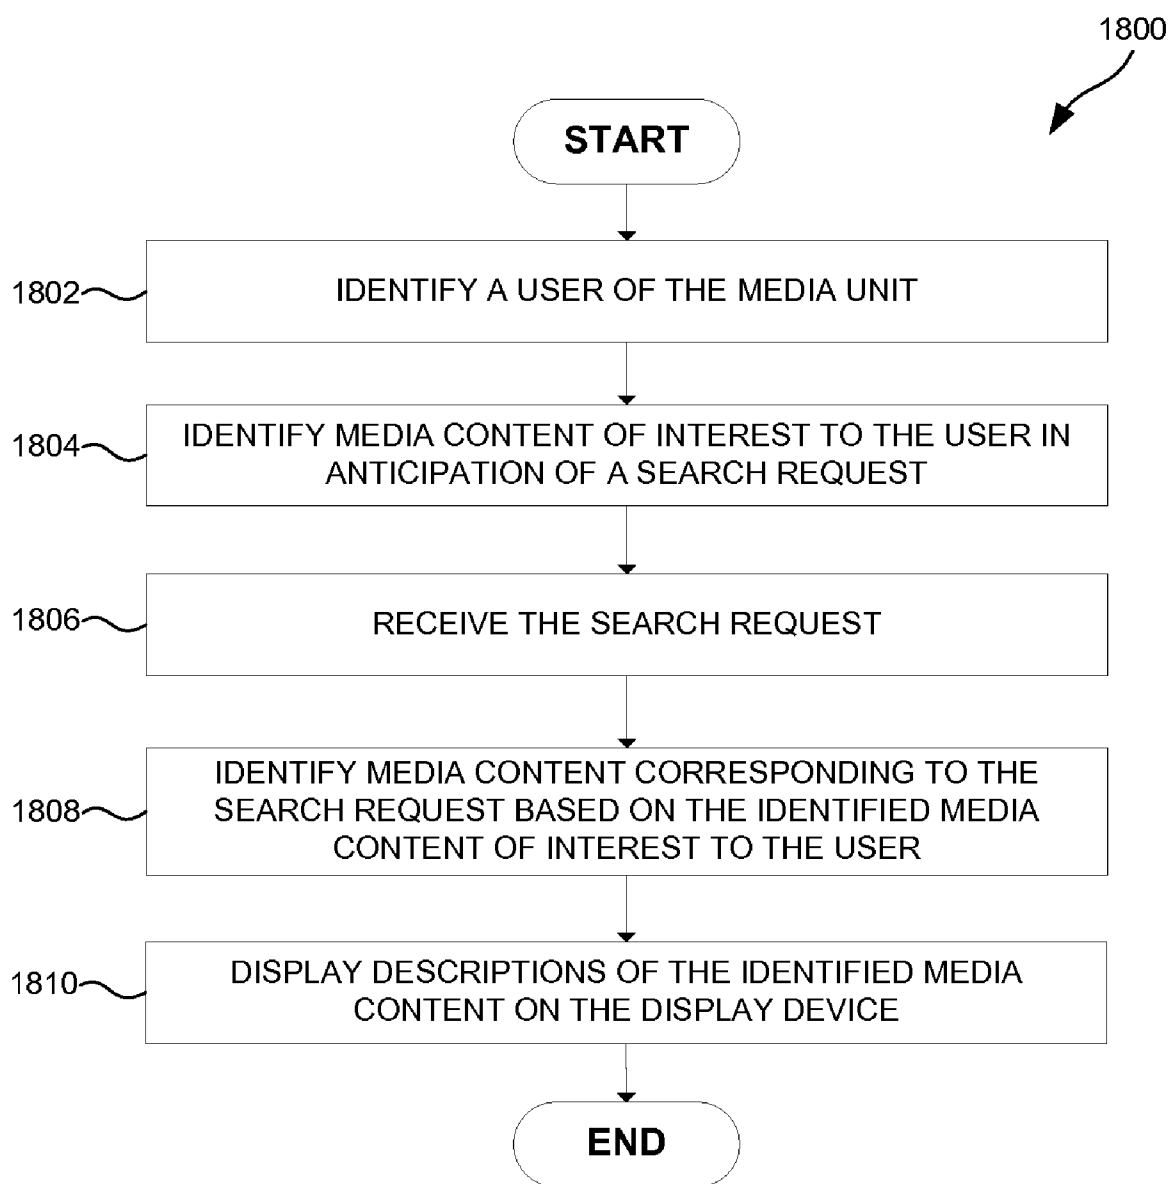 1800
START
1802
IDENTIFY A USER OF THE MEDIA UNIT
1804
IDENTIFY MEDIA CONTENT OF INTEREST TO THE USER IN
ANTICIPATION OF A SEARCH REQUEST
1806
RECEIVE THE SEARCH REQUEST
1808
IDENTIFY MEDIA CONTENT CORRESPONDING TO THE
SEARCH REQUEST BASED ON THE IDENTIFIED MEDIA
CONTENT OF INTEREST TO THE USER
1810
DISPLAY DESCRIPTIONS OF THE IDENTIFIED MEDIA
CONTENT ON THE DISPLAY DEVICE
END